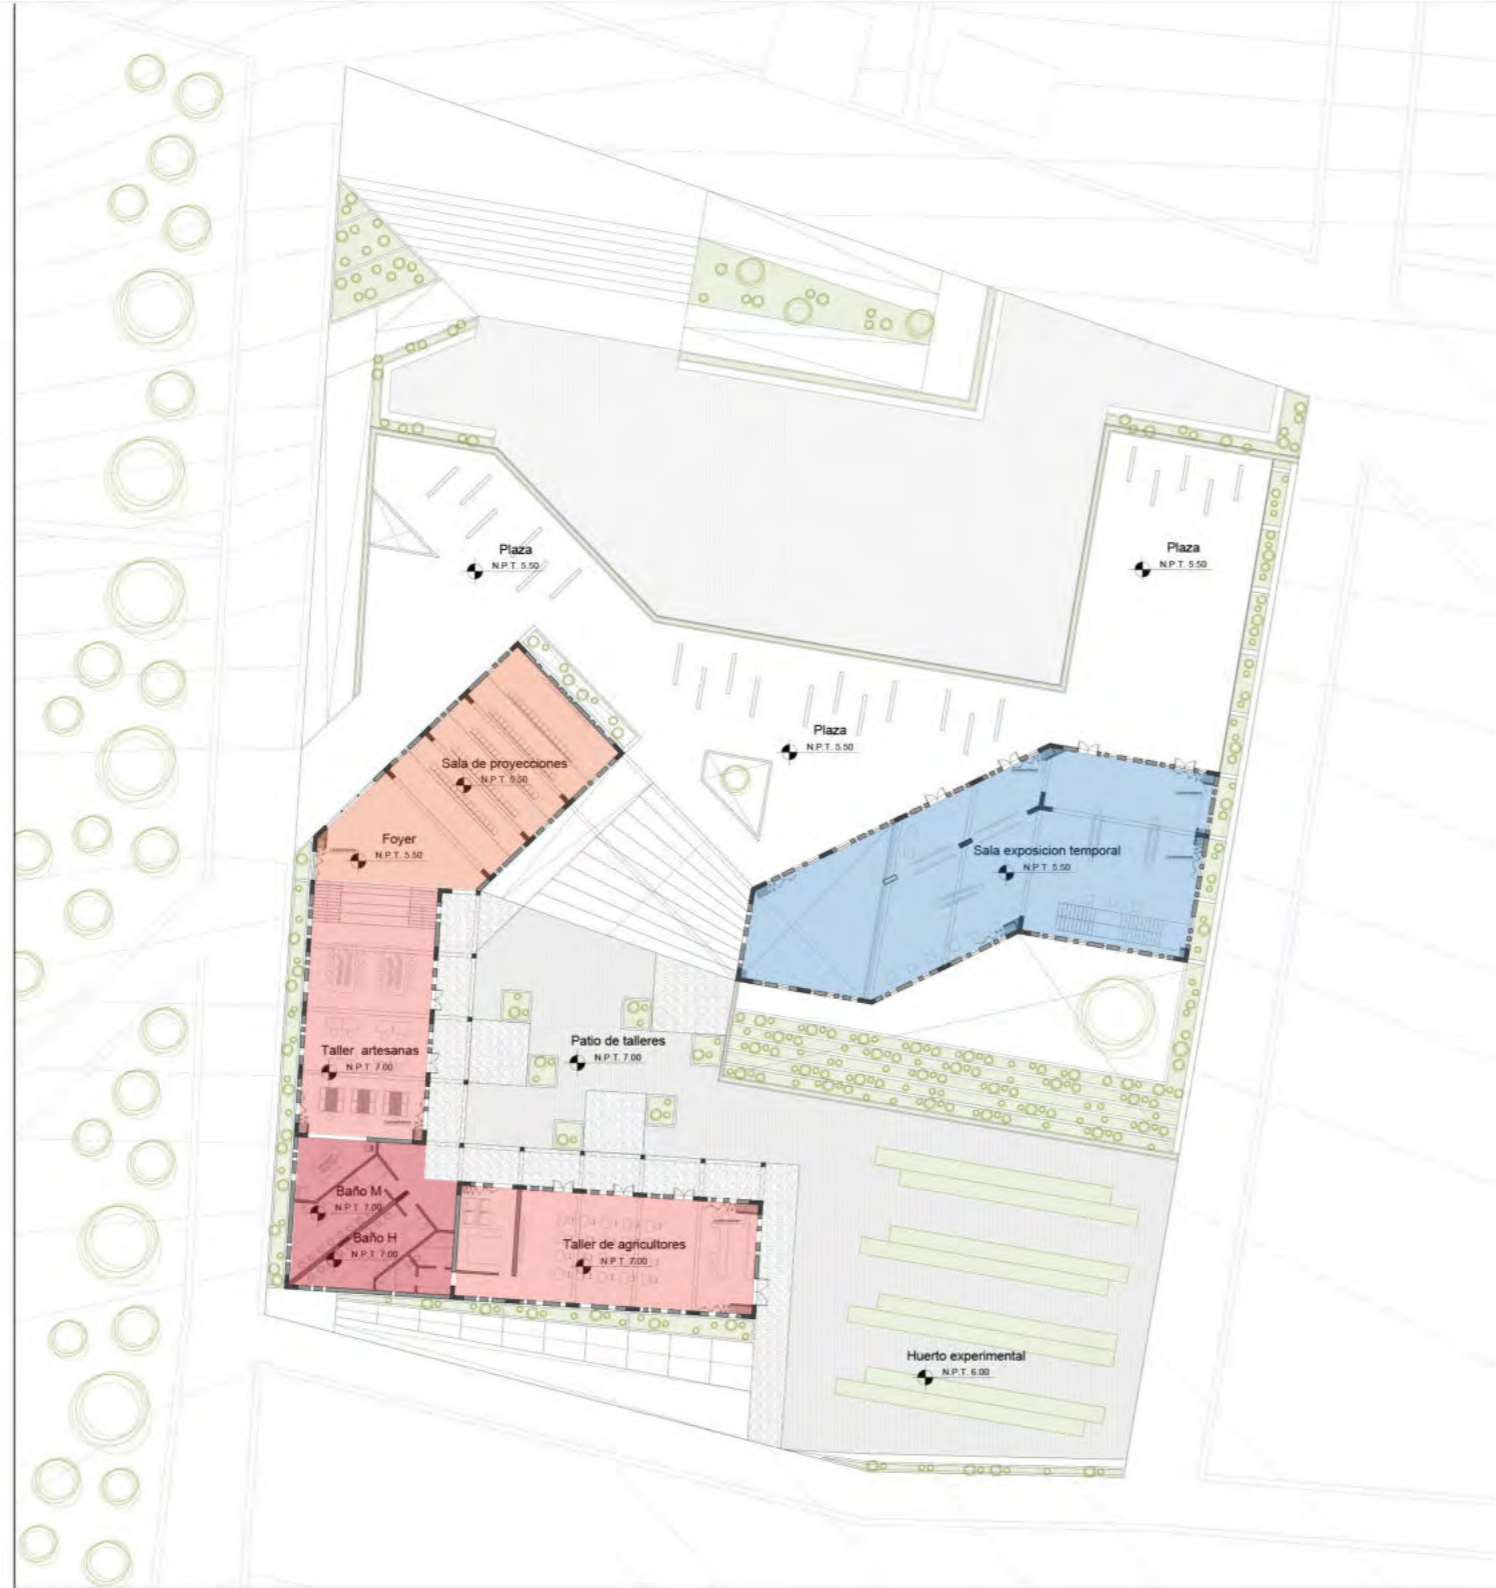 Plaza
N.P.T. 5.50
Plaza
N.P.T. 5.50
Plaza
N.P.T. 5.50
Sala de proyecciones
N.P.T. 5.50
Foyer
N.P.T. 5.50
Sala exposicion temporal
N.P.T. 5.50
Taller artesanas
N.P.T. 7.00
Patio de talleres
N.P.T. 7.00
Baño M
N.P.T. 7.00
Baño H
N.P.T. 7.00
Taller de agricultores
N.P.T. 7.00
Huerto experimental
N.P.T. 6.00